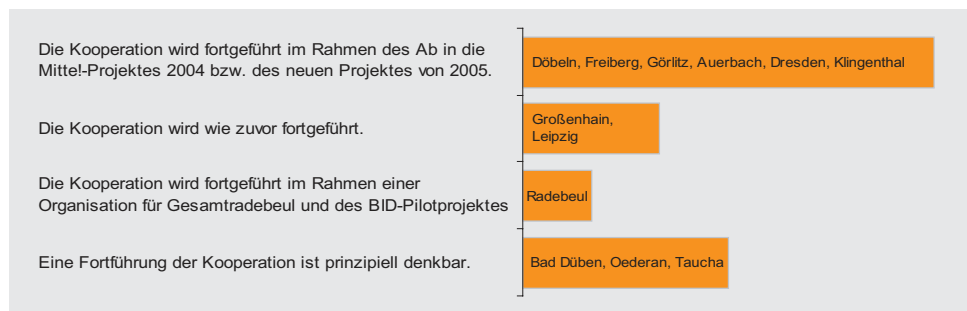 Die Kooperation wird fortgeführt im Rahmen des Ab in die
Mitte!-Projektes 2004 bzw. des neuen Projektes von 2005.
Döbeln, Freiberg, Görlitz, Auerbach, Dresden, Klingenthal
Die Kooperation wird wie zuvor fortgeführt.
Großenhain,
Leipzig
Die Kooperation wird fortgeführt im Rahmen einer
Organisation für Gesamtradebeul und des BID-Pilotprojektes
Radebeul
Eine Fortführung der Kooperation ist prinzipiell denkbar.
Bad Düben, Oederan, Taucha